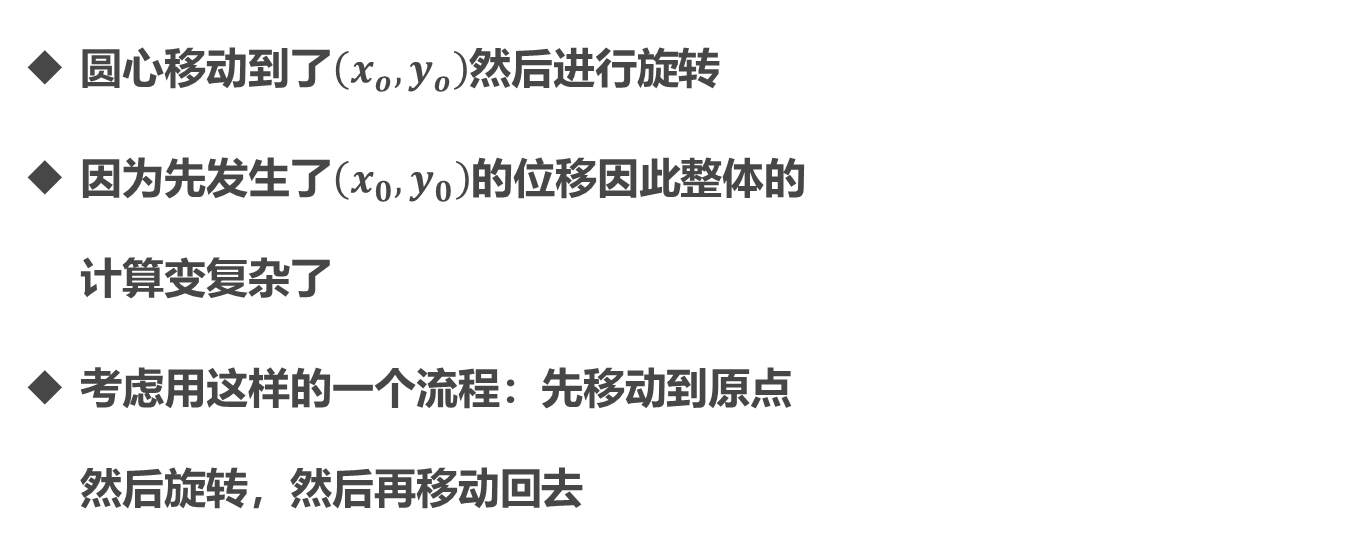 ◆ 圆心移动到了(xₒ, yₒ)然后进行旋转
◆ 因为先发生了(x₀, y₀)的位移因此整体的
计算变复杂了
◆ 考虑用这样的一个流程：先移动到原点
然后旋转，然后再移动回去